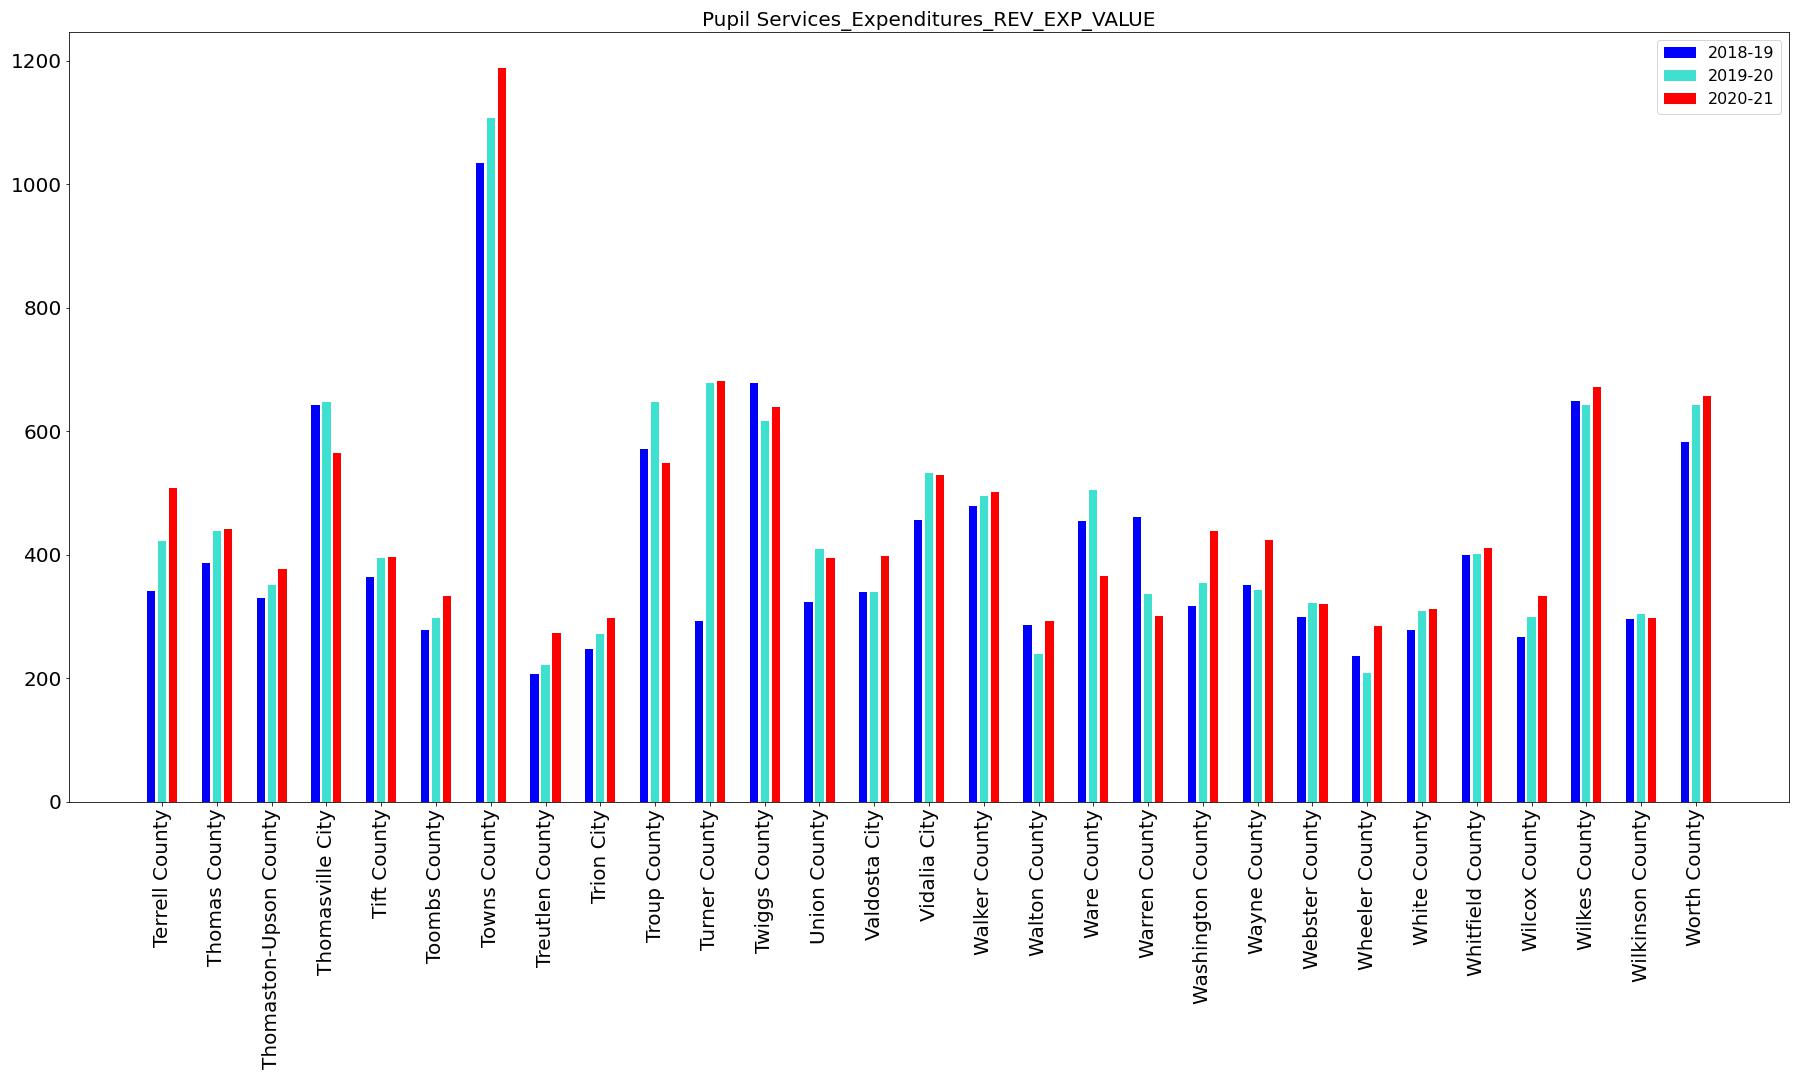 Pupil Services_Expenditures_REV_EXP_VALUE
2018-19
2019-20
2020-21
1200
1000
800
600
400
200
0
Terrell County
Thomas County
Thomaston-Upson County
Thomasville City
Tift County
Toombs County
Towns County
Treutlen County
Trion City
Troup County
Turner County
Twiggs County
Union County
Valdosta City
Vidalia City
Walker County
Walton County
Ware County
Warren County
Washington County
Wayne County
Webster County
Wheeler County
White County
Whitfield County
Wilcox County
Wilkes County
Wilkinson County
Worth County